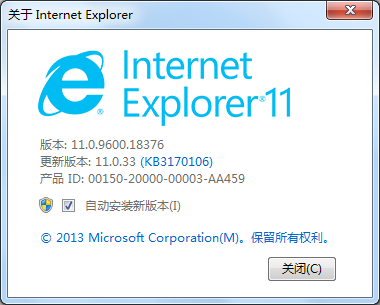 关于 Internet Explorer
Internet
Explorer®11
版本: 11.0.9600.18376
更新版本: 11.0.33 (KB3170106)
产品 ID: 00150-20000-00003-AA459
自动安装新版本(I)
© 2013 Microsoft Corporation(M)。保留所有权利。
关闭(C)